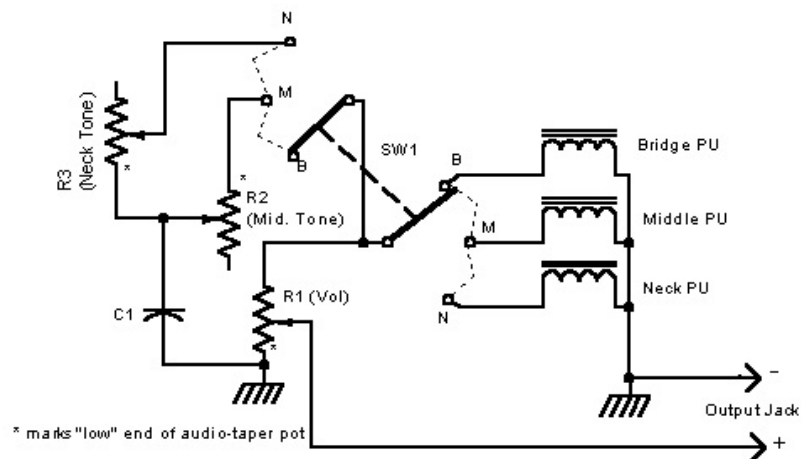 N
M
B
SW1
R3
(Neck Tone)
*
*
R2
(Mid. Tone)
C1
R1 (Vol)
*
B
M
N
Bridge PU
Middle PU
Neck PU
-
Output Jack
+
* marks "low" end of audio-taper pot